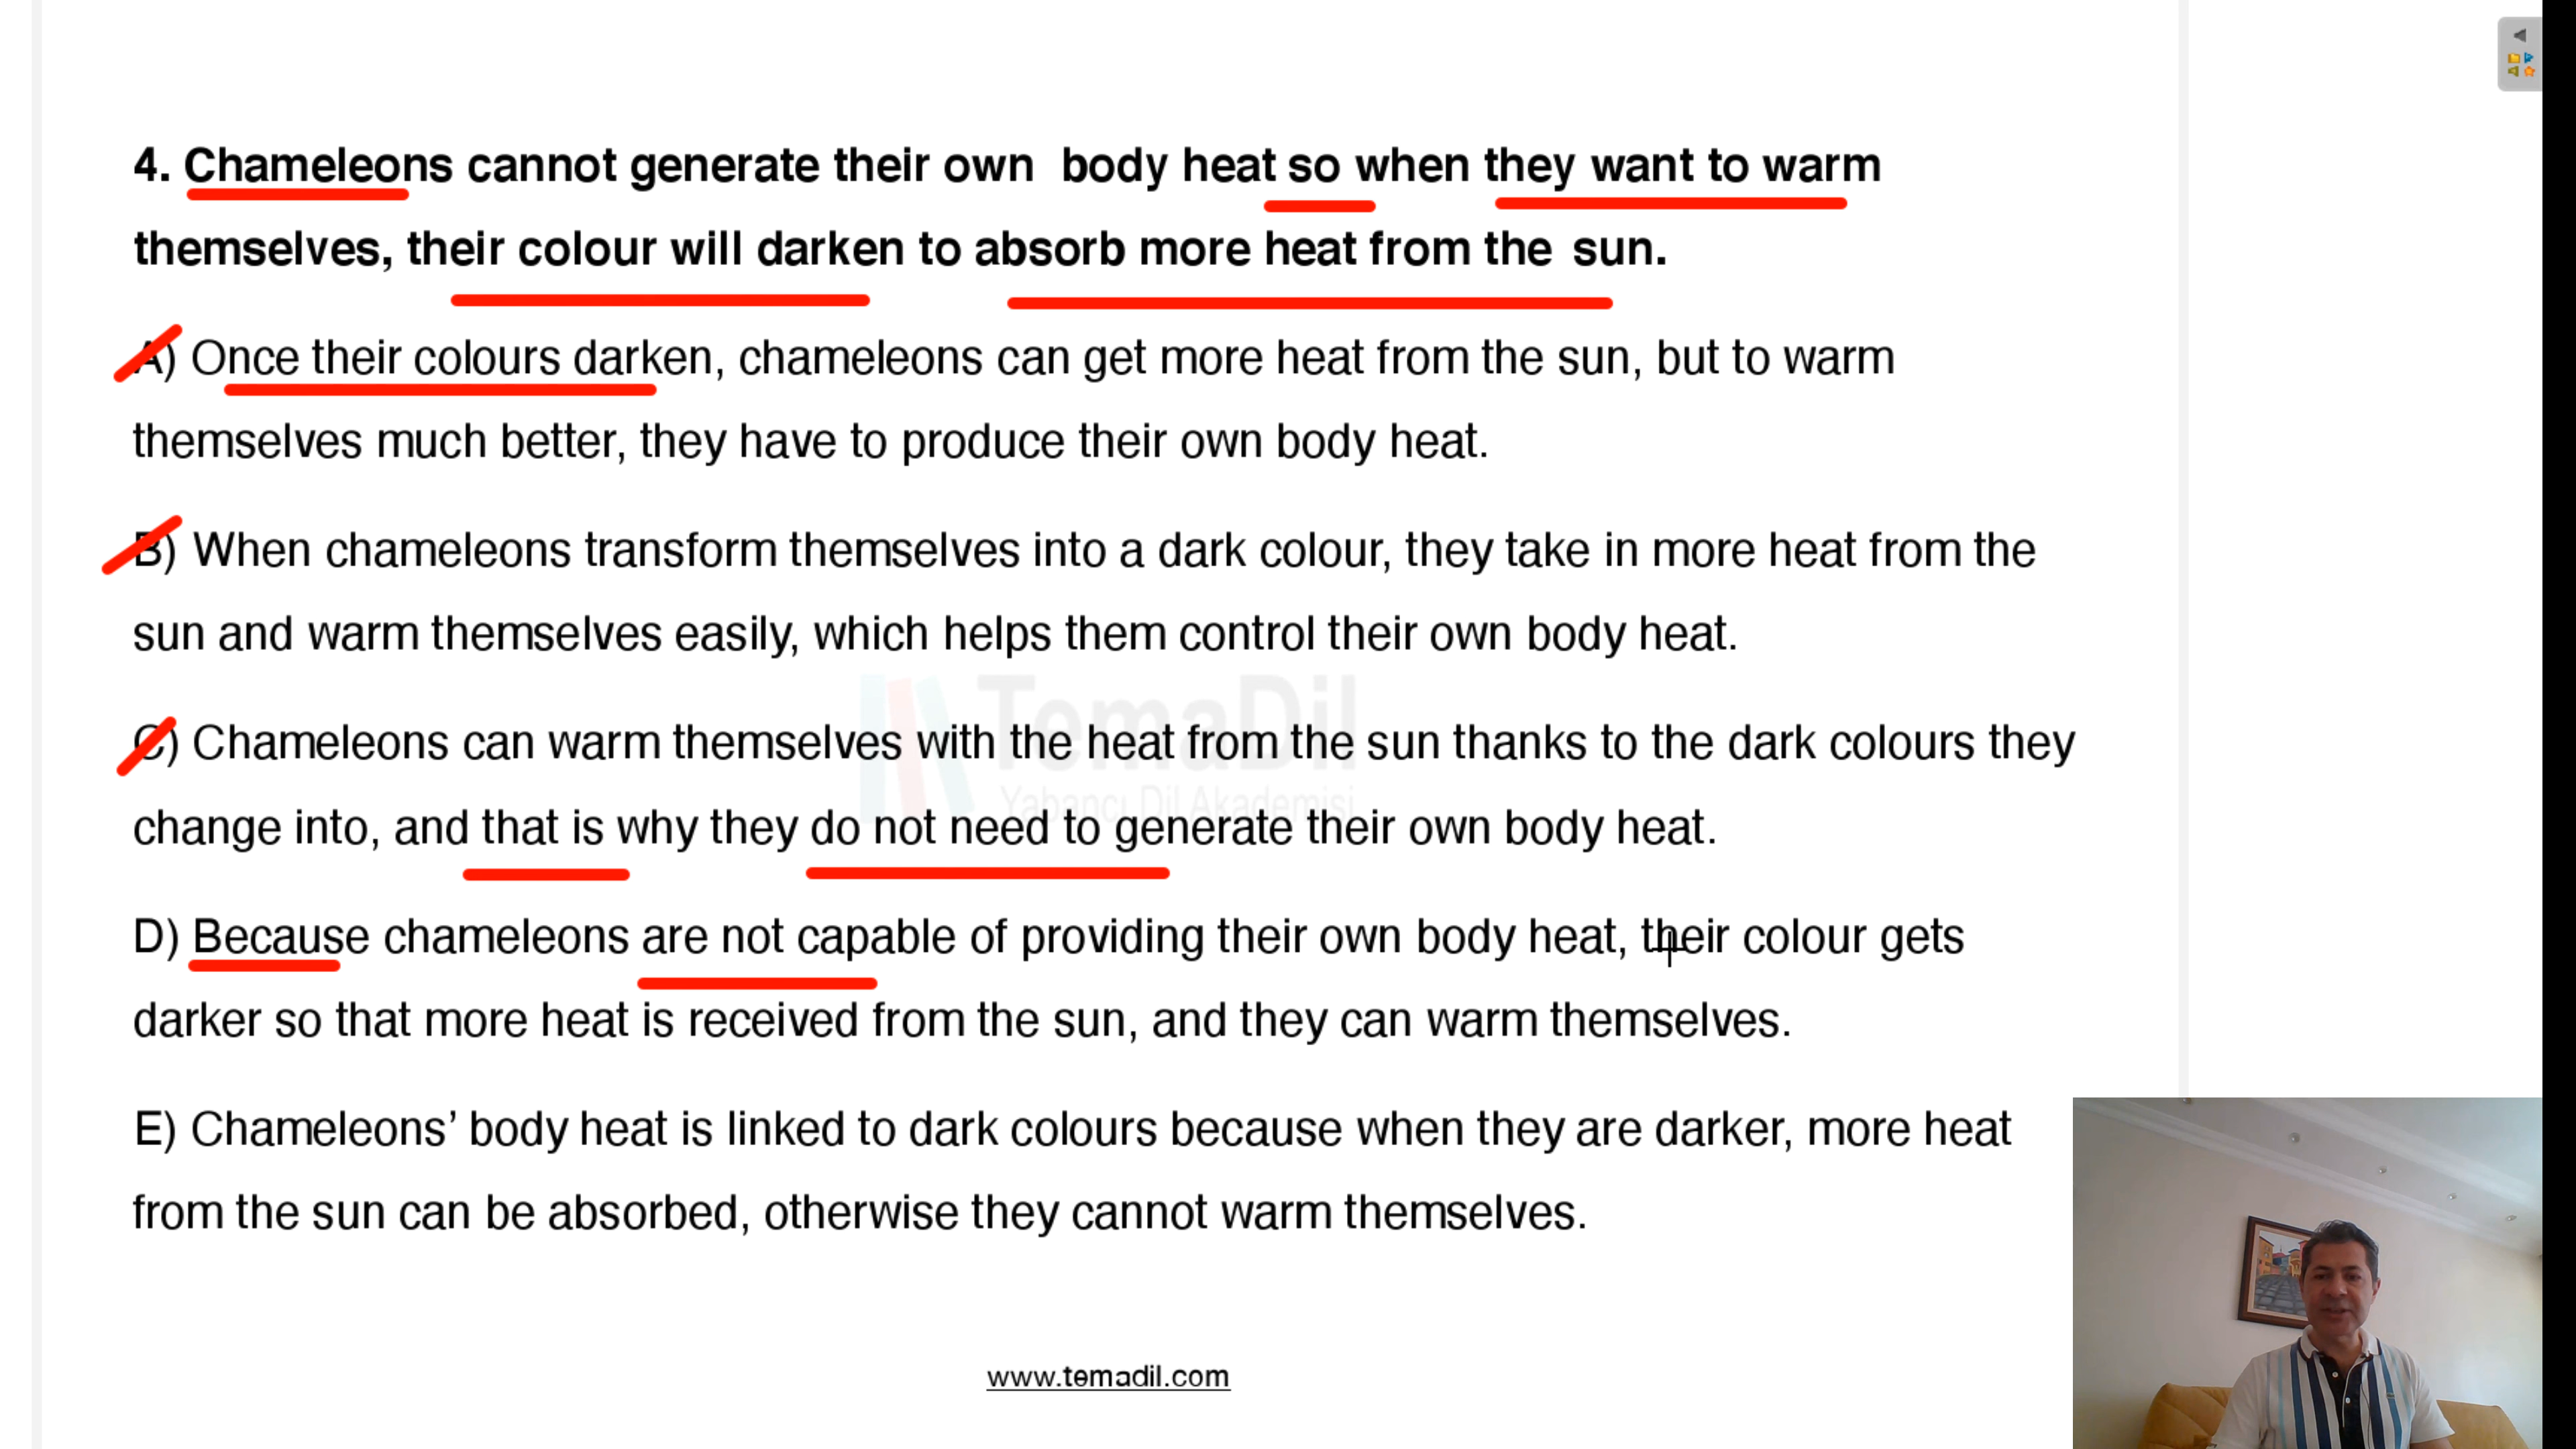 4. Chameleons cannot generate their own body heat so when they want to warm
themselves, their colour will darken to absorb more heat from the sun.
A) Once their colours darken, chameleons can get more heat from the sun, but to warm
themselves much better, they have to produce their own body heat.
B) When chameleons transform themselves into a dark colour, they take in more heat from the
sun and warm themselves easily, which helps them control their own body heat.
TemaDil
C) Chameleons can warm themselves with the heat from the sun thanks to the dark colours they
Yabancı Dil Akademisi
change into, and that is why they do not need to generate their own body heat.
D) Because chameleons are not capable of providing their own body heat, their colour gets
darker so that more heat is received from the sun, and they can warm themselves.
E) Chameleons’ body heat is linked to dark colours because when they are darker, more heat
from the sun can be absorbed, otherwise they cannot warm themselves.
www.temadil.com